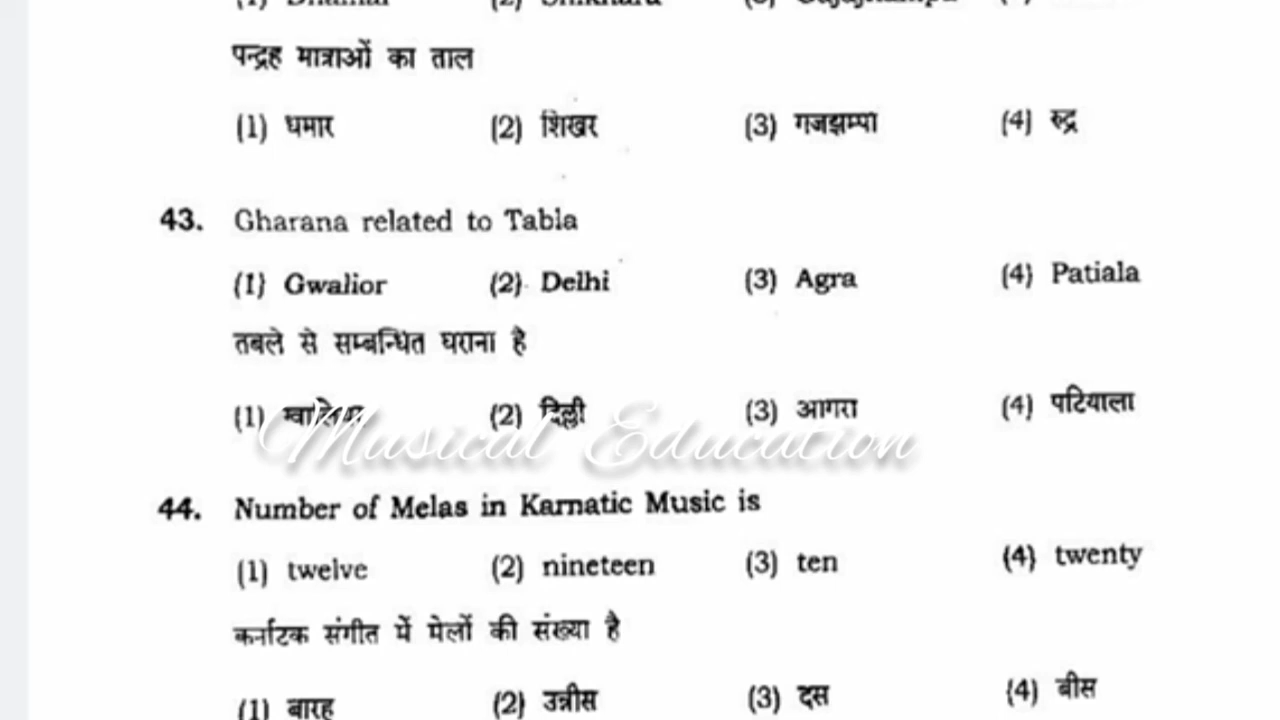 पन्द्रह मात्राओं का ताल
(1) धमार (2) शिखर (3) गजझम्पा (4) रुद्र
43. Gharana related to Tabla
(1) Gwalior (2) Delhi (3) Agra (4) Patiala
तबले से सम्बन्धित घराना है
(1) ग्वालियर (2) दिल्ली (3) आगरा (4) पटियाला
Musical Education
44. Number of Melas in Karnatic Music is
(1) twelve (2) nineteen (3) ten (4) twenty
कर्नाटक संगीत में मेलों की संख्या है
(1) बारह (2) उन्नीस (3) दस (4) बीस